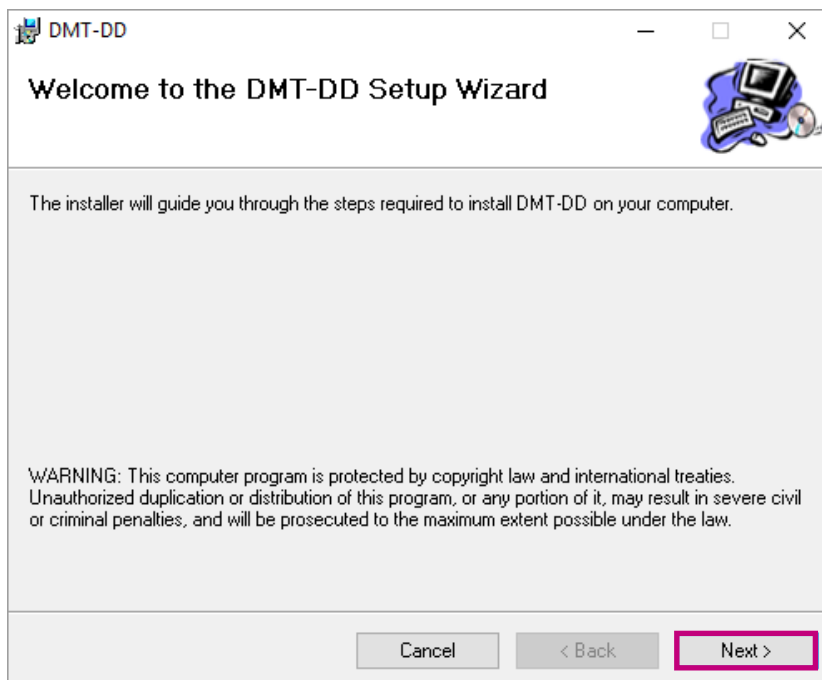 DMT-DD
Welcome to the DMT-DD Setup Wizard
The installer will guide you through the steps required to install DMT-DD on your computer.
WARNING: This computer program is protected by copyright law and international treaties.
Unauthorized duplication or distribution of this program, or any portion of it, may result in severe civil
or criminal penalties, and will be prosecuted to the maximum extent possible under the law.
Cancel
< Back
Next >